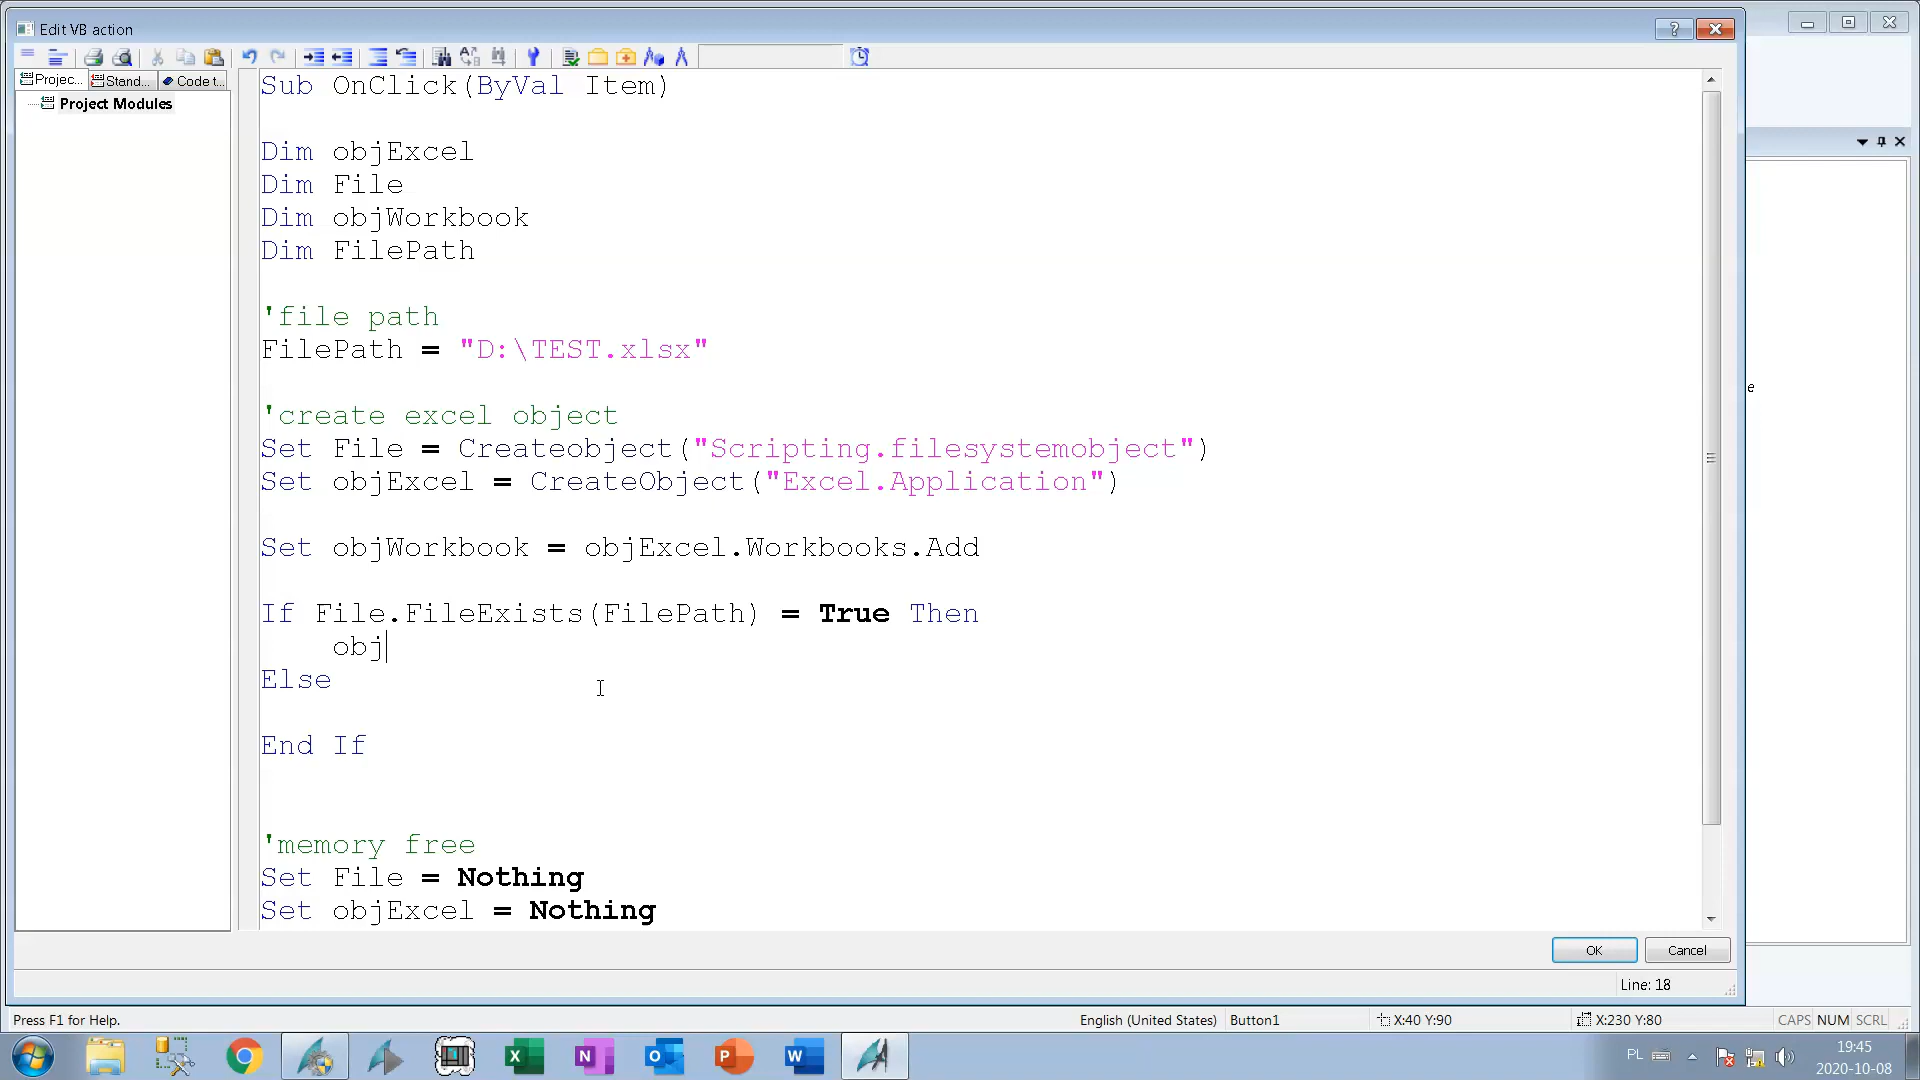 Edit VB action
?
Projec...
Stand...
Code t...
Project Modules
Sub OnClick(ByVal Item)
Dim objExcel
Dim File
Dim objWorkbook
Dim FilePath
'file path
FilePath = "D:\TEST.xlsx"
'create excel object
Set File = Createobject("Scripting.filesystemobject")
Set objExcel = CreateObject("Excel.Application")
Set objWorkbook = objExcel.Workbooks.Add
If File.FileExists(FilePath) = True Then
obj
Else
End If
'memory free
Set File = Nothing
Set objExcel = Nothing
e
OK
Cancel
Line: 18
Press F1 for Help.
English (United States)
Button1
X:40 Y:90
X:230 Y:80
CAPS NUM SCRL
PL
19:45
2020-10-08